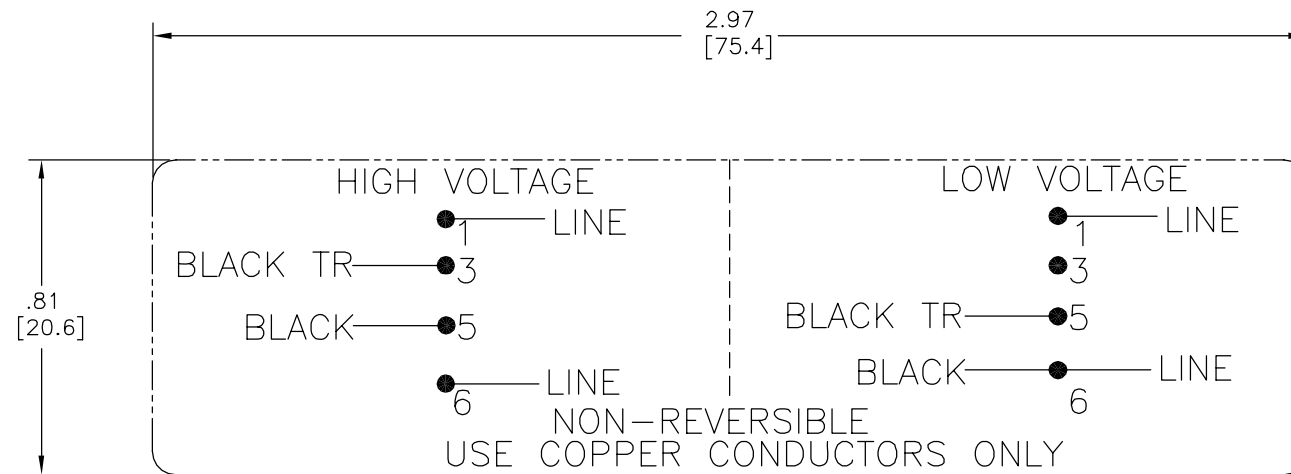 2.97
[75.4]
.81
[20.6]
HIGH VOLTAGE
1 LINE
BLACK TR 3
BLACK 5
6 LINE
LOW VOLTAGE
1 LINE
3
BLACK TR 5
BLACK 6 LINE
NON-REVERSIBLE
USE COPPER CONDUCTORS ONLY